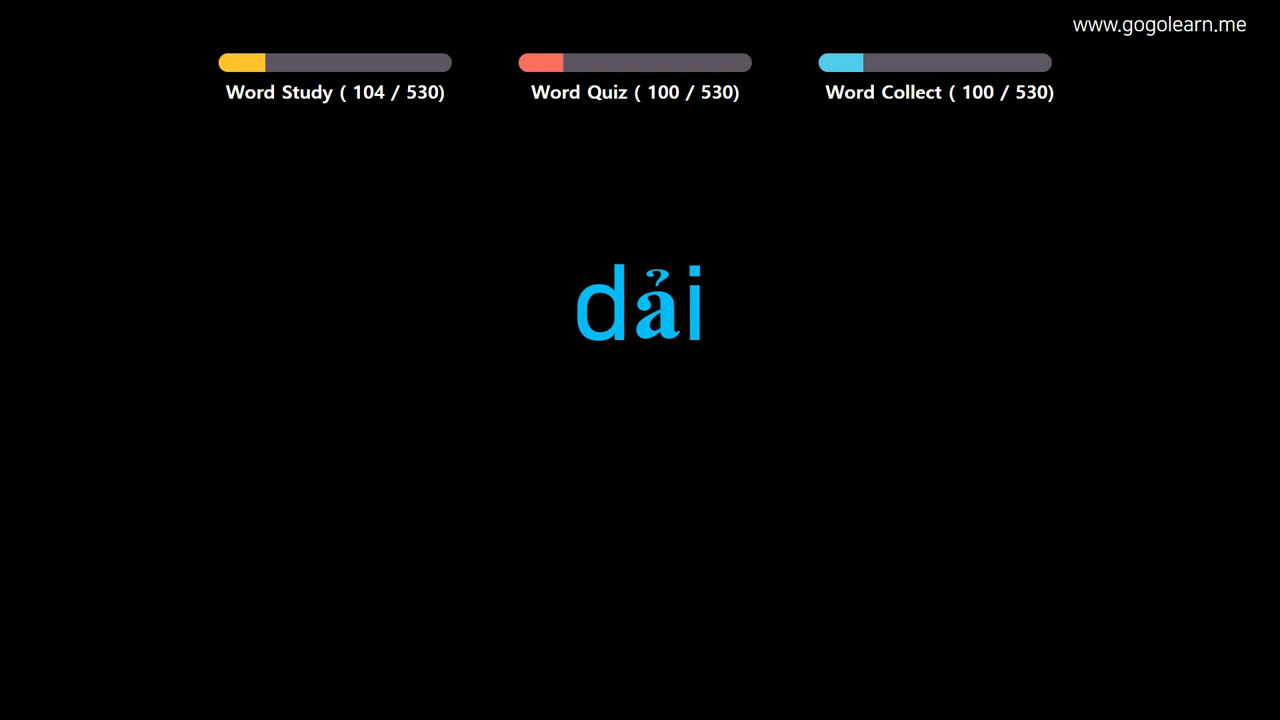 www.gogolearn.me
Word Study ( 104 / 530)
Word Quiz ( 100 / 530)
Word Collect ( 100 / 530)
dải